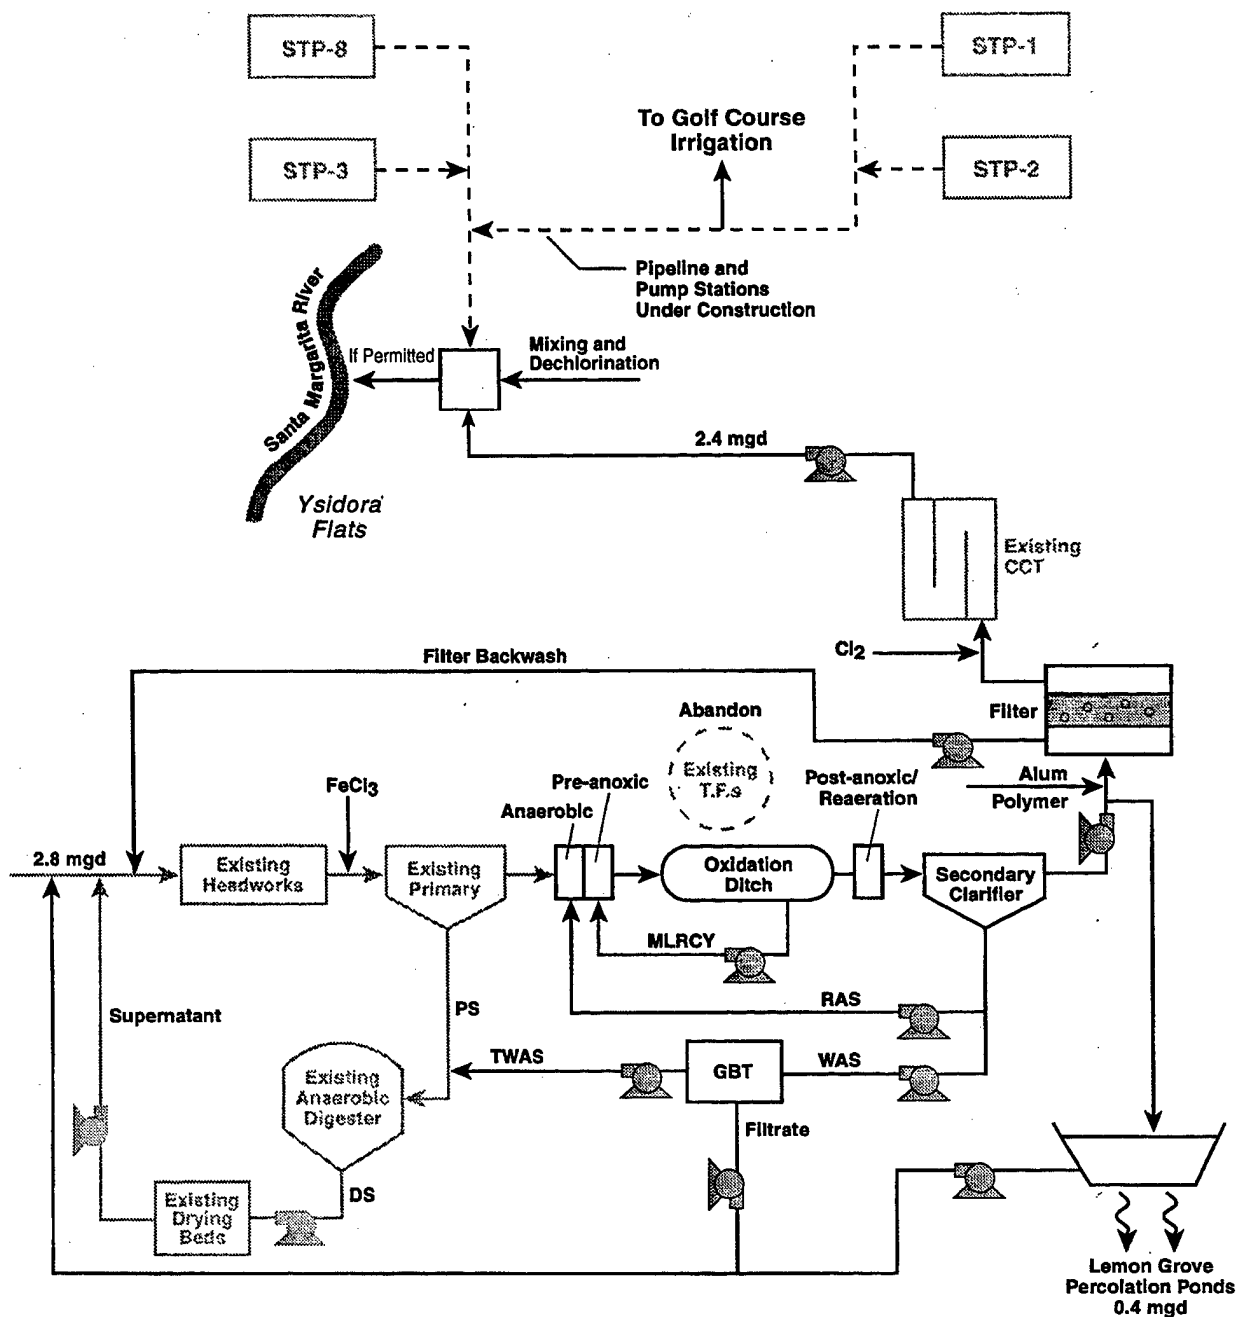 STP-8
STP-1
To Golf Course
Irrigation
STP-3
STP-2
Pipeline and
Pump Stations
Under Construction
Santa Margarita River
If Permitted
Mixing and
Dechlorination
2.4 mgd
Ysidora
Flats
Existing
CCT
Cl2
Filter Backwash
Filter
Abandon
Existing
T.F.s
Alum
Polymer
Post-anoxic/
Reaeration
Pre-anoxic
Anaerobic
FeCl3
2.8 mgd
Existing
Headworks
Existing
Primary
Oxidation
Ditch
Secondary
Clarifier
MLRCY
RAS
PS
Supernatant
TWAS
GBT
WAS
Existing
Anaerobic
Digester
Filtrate
DS
Existing
Drying
Beds
Lemon Grove
Percolation Ponds
0.4 mgd